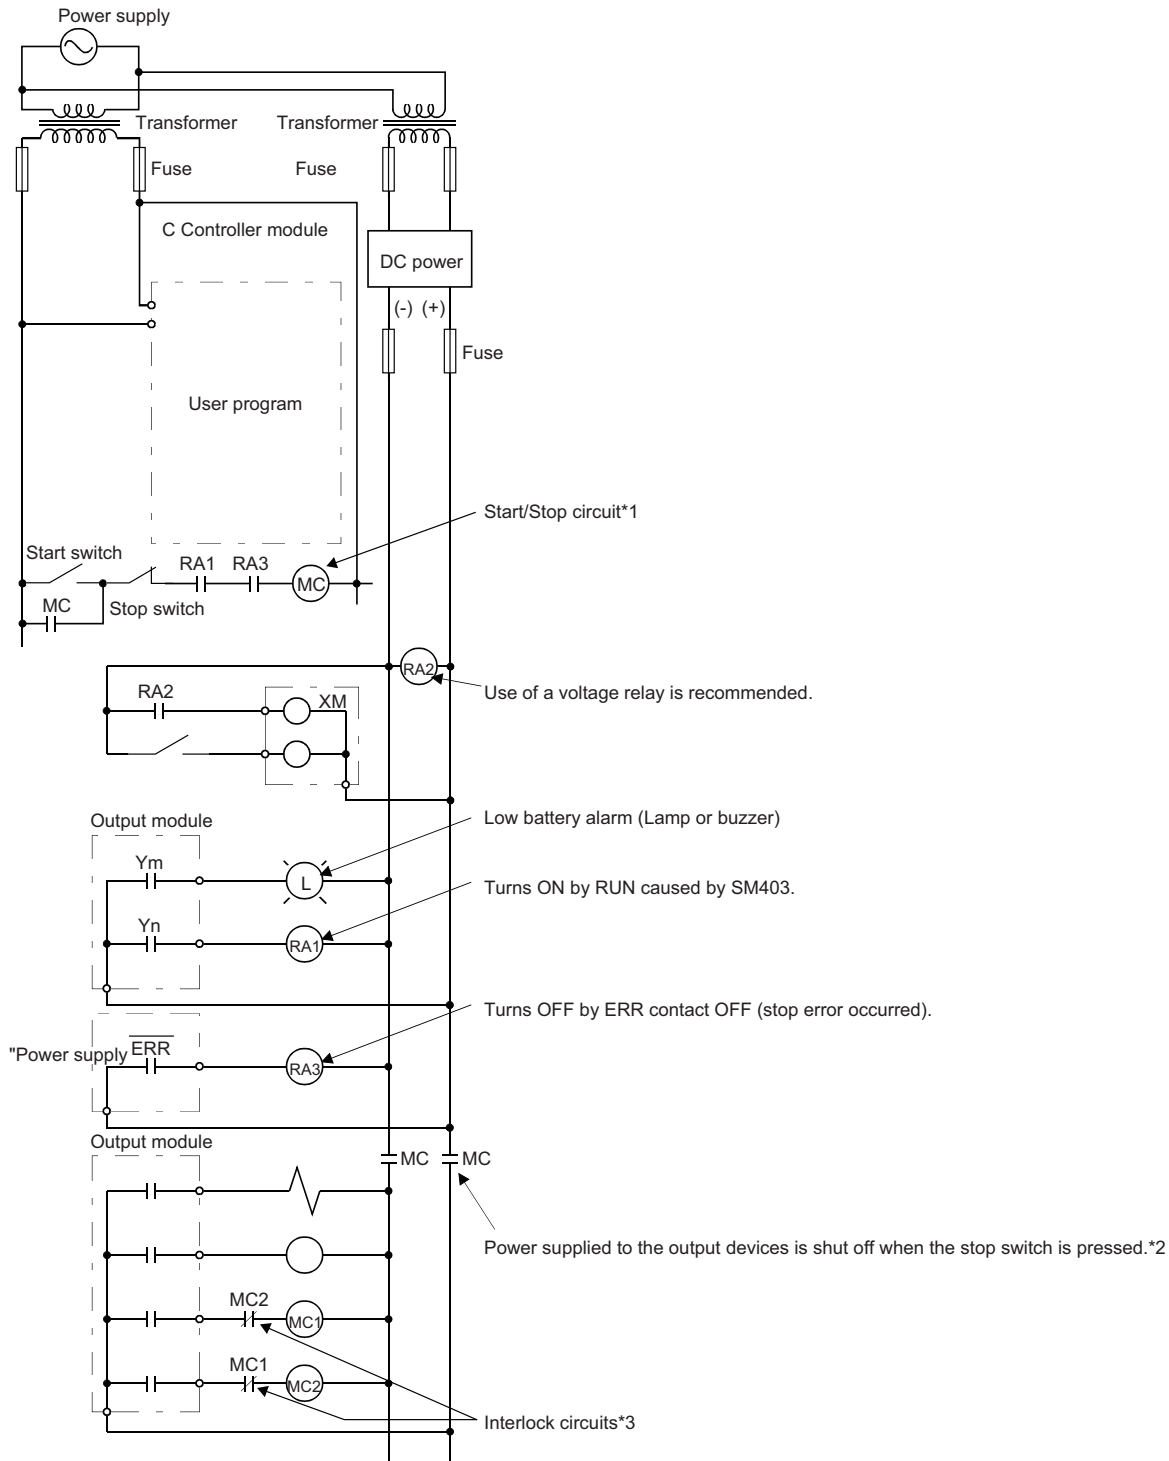 Power supply
Transformer
Transformer
Fuse
Fuse
C Controller module
DC power
(-) (+)
Fuse
User program
Start/Stop circuit*1
Start switch
RA1
RA3
MC
MC
Stop switch
RA2
Use of a voltage relay is recommended.
RA2
XM
Low battery alarm (Lamp or buzzer)
Output module
Ym
L
Turns ON by RUN caused by SM403.
Yn
RA1
Turns OFF by ERR contact OFF (stop error occurred).
"Power supply
ERR
RA3
Output module
MC
MC
Power supplied to the output devices is shut off when the stop switch is pressed.*2
MC2
MC1
MC1
MC2
Interlock circuits*3